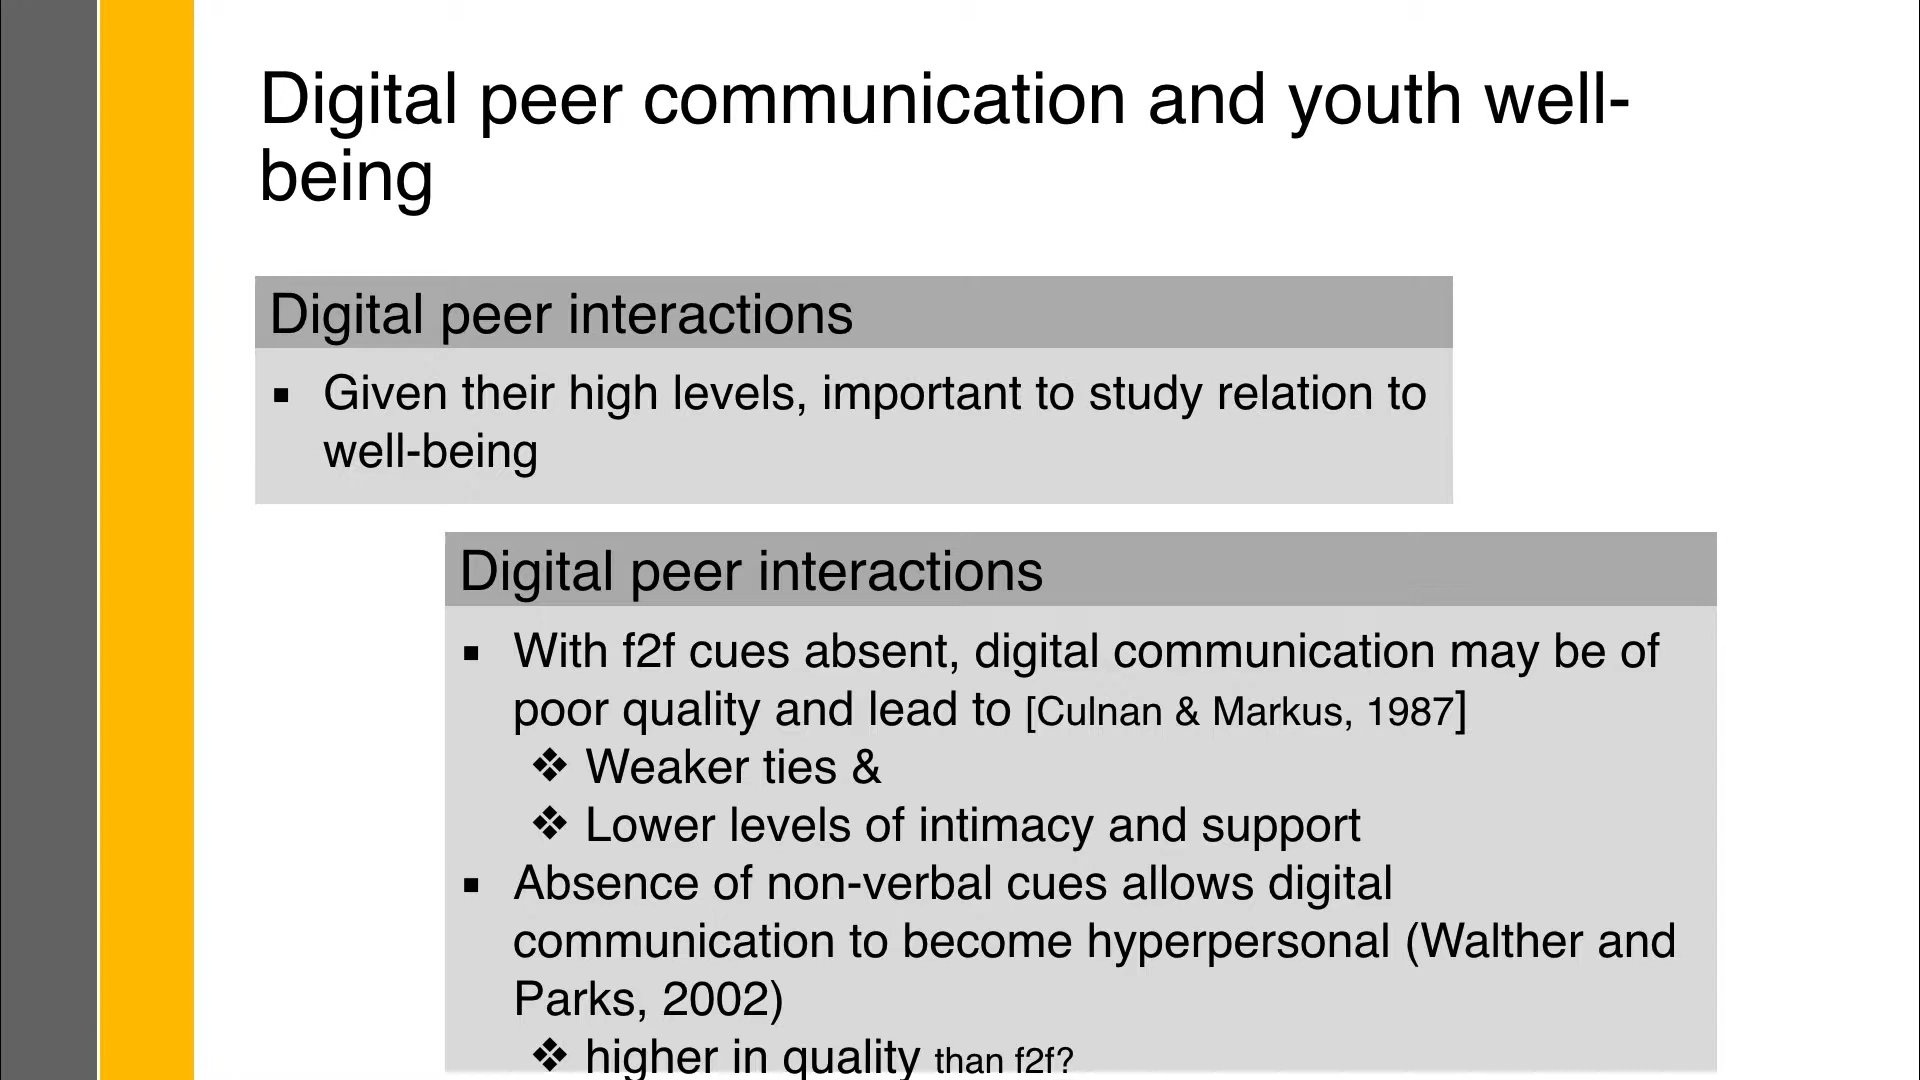 Digital peer communication and youth well-
being
Digital peer interactions
▪ Given their high levels, important to study relation to
well-being
Digital peer interactions
▪ With f2f cues absent, digital communication may be of
poor quality and lead to [Culnan & Markus, 1987]
❖ Weaker ties &
❖ Lower levels of intimacy and support
▪ Absence of non-verbal cues allows digital
communication to become hyperpersonal (Walther and
Parks, 2002)
❖ higher in quality than f2f?